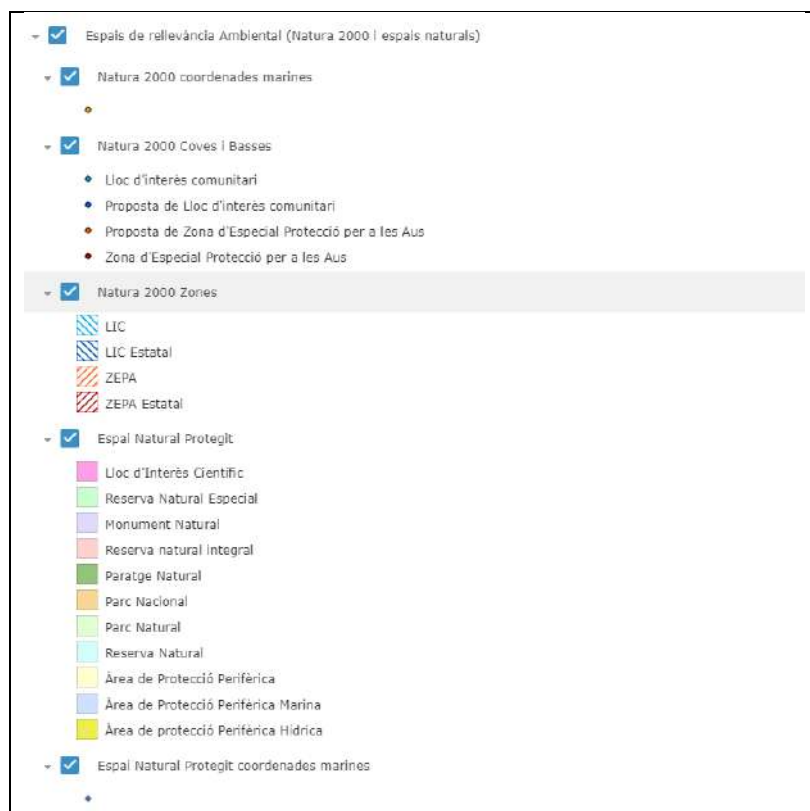 Espais de rellevància Ambiental (Natura 2000 i espais naturals)
Natura 2000 coordenades marines
Natura 2000 Coves i Basses
Lloc d'interès comunitari
Proposta de Lloc d'interès comunitari
Proposta de Zona d'Especial Protecció per a les Aus
Zona d'Especial Protecció per a les Aus
Natura 2000 Zones
LIC
LIC Estatal
ZEPA
ZEPA Estatal
Espai Natural Protegit
Lloc d'Interès Científic
Reserva Natural Especial
Monument Natural
Reserva natural integral
Paratge Natural
Parc Nacional
Parc Natural
Reserva Natural
Àrea de Protecció Perifèrica
Àrea de Protecció Perifèrica Marina
Àrea de protecció Perifèrica Hídrica
Espai Natural Protegit coordenades marines